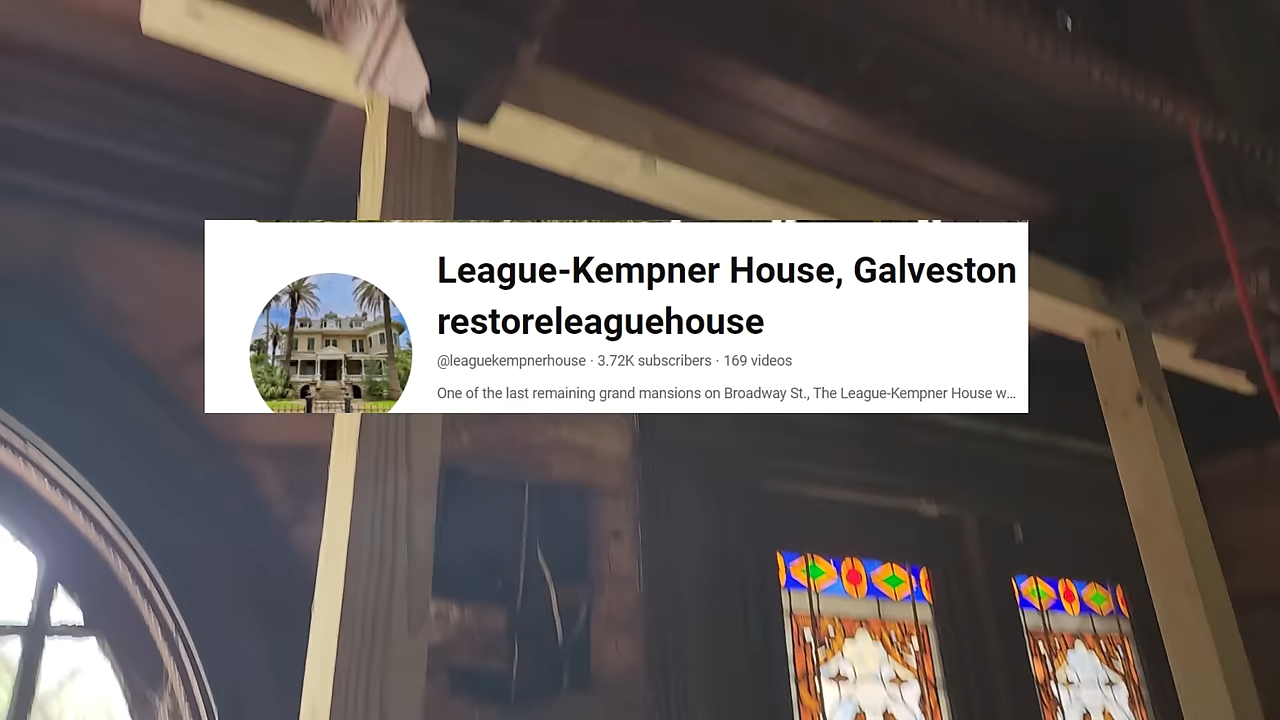 League-Kempner House, Galveston
restoreleaguehouse
@leaguekempnerhouse · 3.72K subscribers · 169 videos
One of the last remaining grand mansions on Broadway St., The League-Kempner House w...